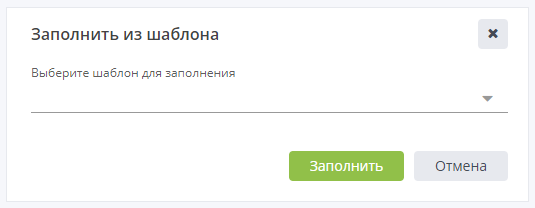 Заполнить из шаблона
Выберите шаблон для заполнения
Заполнить Отмена